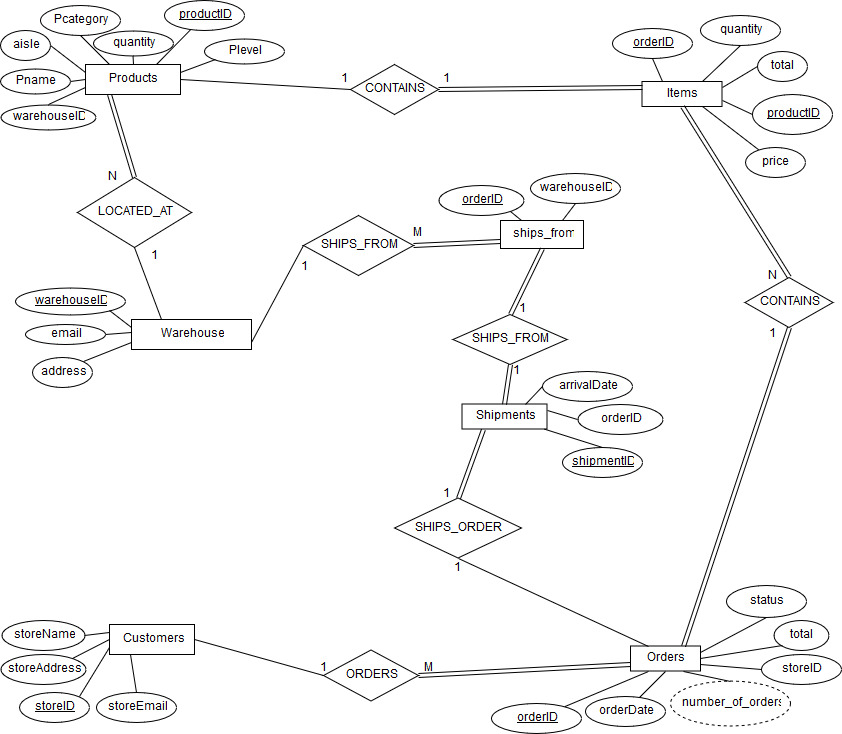 Pcategory
productID
aisle
quantity
Plevel
Pname
Products
warehouseID
1
CONTAINS
1
orderID
quantity
total
Items
productID
price
N
LOCATED_AT
1
orderID
warehouseID
SHIPS_FROM
M
ships_from
1
N
CONTAINS
1
warehouseID
email
Warehouse
address
1
SHIPS_FROM
1
arrivalDate
Shipments
orderID
shipmentID
1
SHIPS_ORDER
1
status
storeName
Customers
total
storeAddress
1
ORDERS
M
Orders
storeID
storeID
storeEmail
orderID
orderDate
number_of_orders